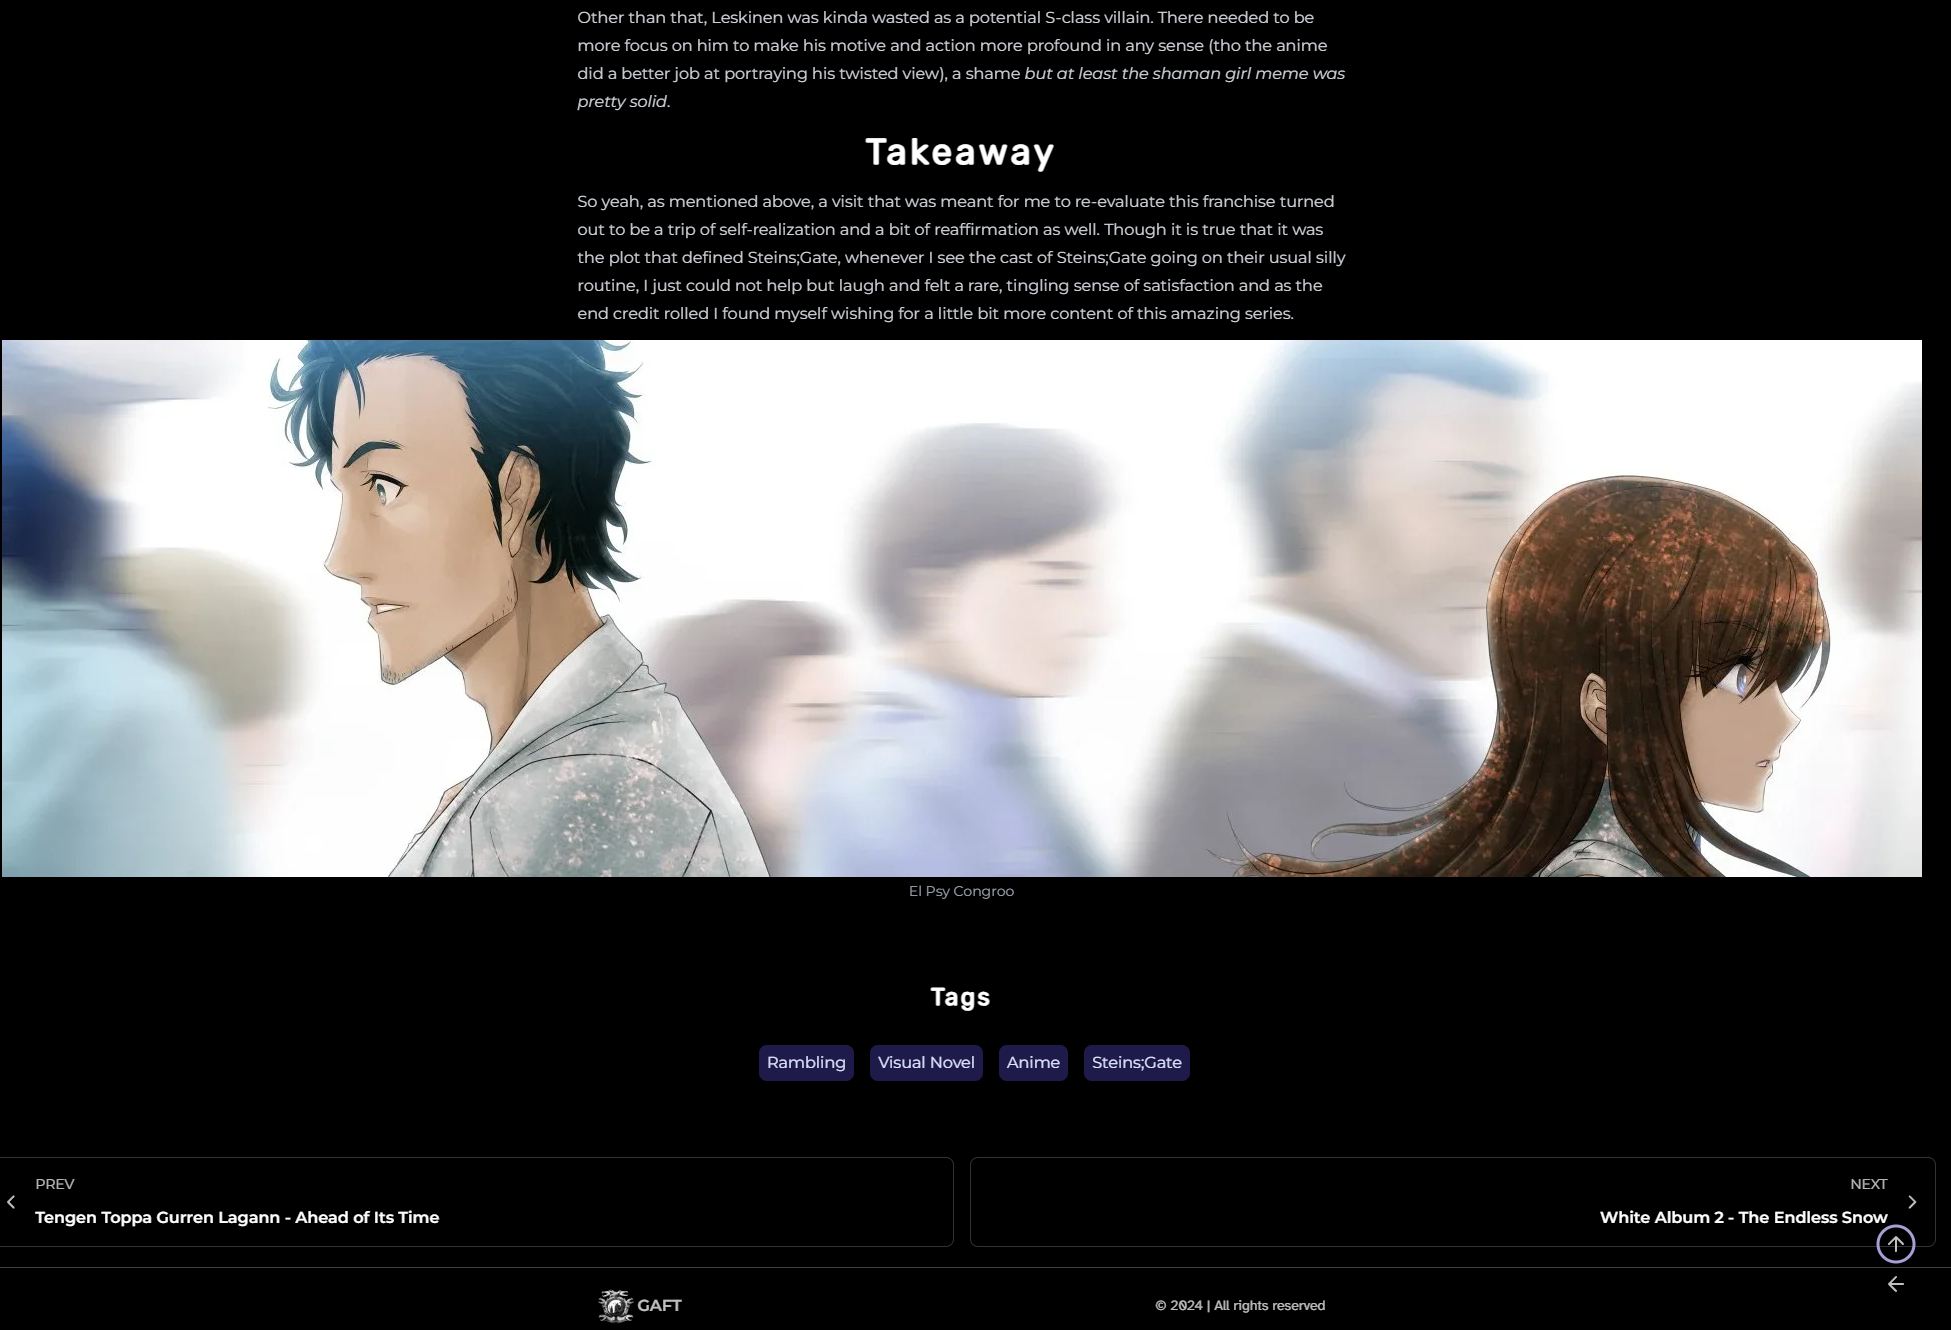 Other than that, Leskinen was kinda wasted as a potential S-class villain. There needed to be
more focus on him to make his motive and action more profound in any sense (tho the anime
did a better job at portraying his twisted view), a shame but at least the shaman girl meme was
pretty solid.
Takeaway
So yeah, as mentioned above, a visit that was meant for me to re-evaluate this franchise turned
out to be a trip of self-realization and a bit of reaffirmation as well. Though it is true that it was
the plot that defined Steins;Gate, whenever I see the cast of Steins;Gate going on their usual silly
routine, I just could not help but laugh and felt a rare, tingling sense of satisfaction and as the
end credit rolled I found myself wishing for a little bit more content of this amazing series.
El Psy Congroo
Tags
Rambling Visual Novel Anime Steins;Gate
PREV
Tengen Toppa Gurren Lagann - Ahead of Its Time
NEXT
White Album 2 - The Endless Snow
GAFT
© 2024 | All rights reserved